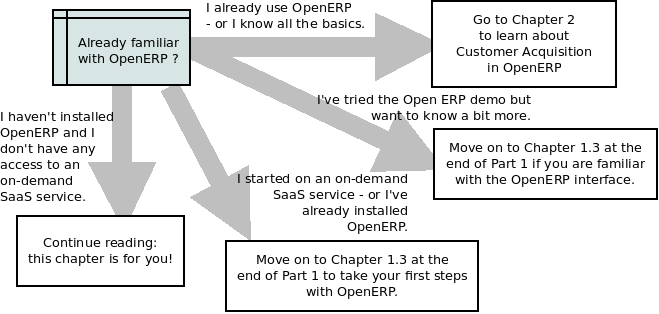 Already familiar
with OpenERP ?
I already use OpenERP
- or I know all the basics.
Go to Chapter 2
to learn about
Customer Acquisition
in OpenERP
I've tried the Open ERP demo but
want to know a bit more.
Move on to Chapter 1.3 at the
end of Part 1 if you are familiar
with the OpenERP interface.
I haven't installed
OpenERP and I
don't have any
access to an
on-demand
SaaS service.
Continue reading:
this chapter is for you!
I started on an on-demand
SaaS service - or I've
already installed
OpenERP.
Move on to Chapter 1.3 at the
end of Part 1 to take your first steps
with OpenERP.